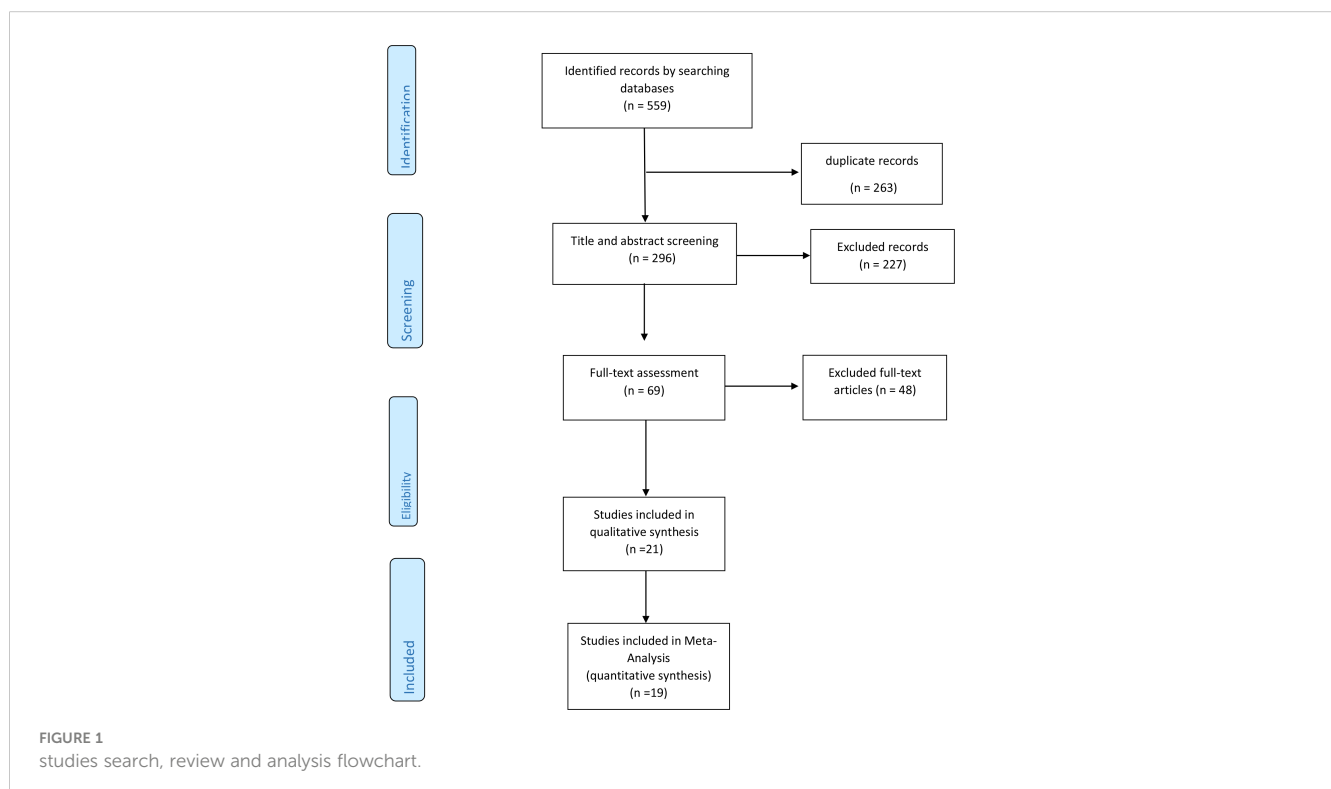 Identification
Identified records by searching
databases
(n = 559)
duplicate records
(n = 263)
Screening
Title and abstract screening
(n = 296)
Excluded records
(n = 227)
Full-text assessment
(n = 69)
Excluded full-text
articles (n = 48)
Eligibility
Studies included in
qualitative synthesis
(n =21)
Included
Studies included in Meta-
Analysis
(quantitative synthesis)
(n =19)
FIGURE 1
studies search, review and analysis flowchart.